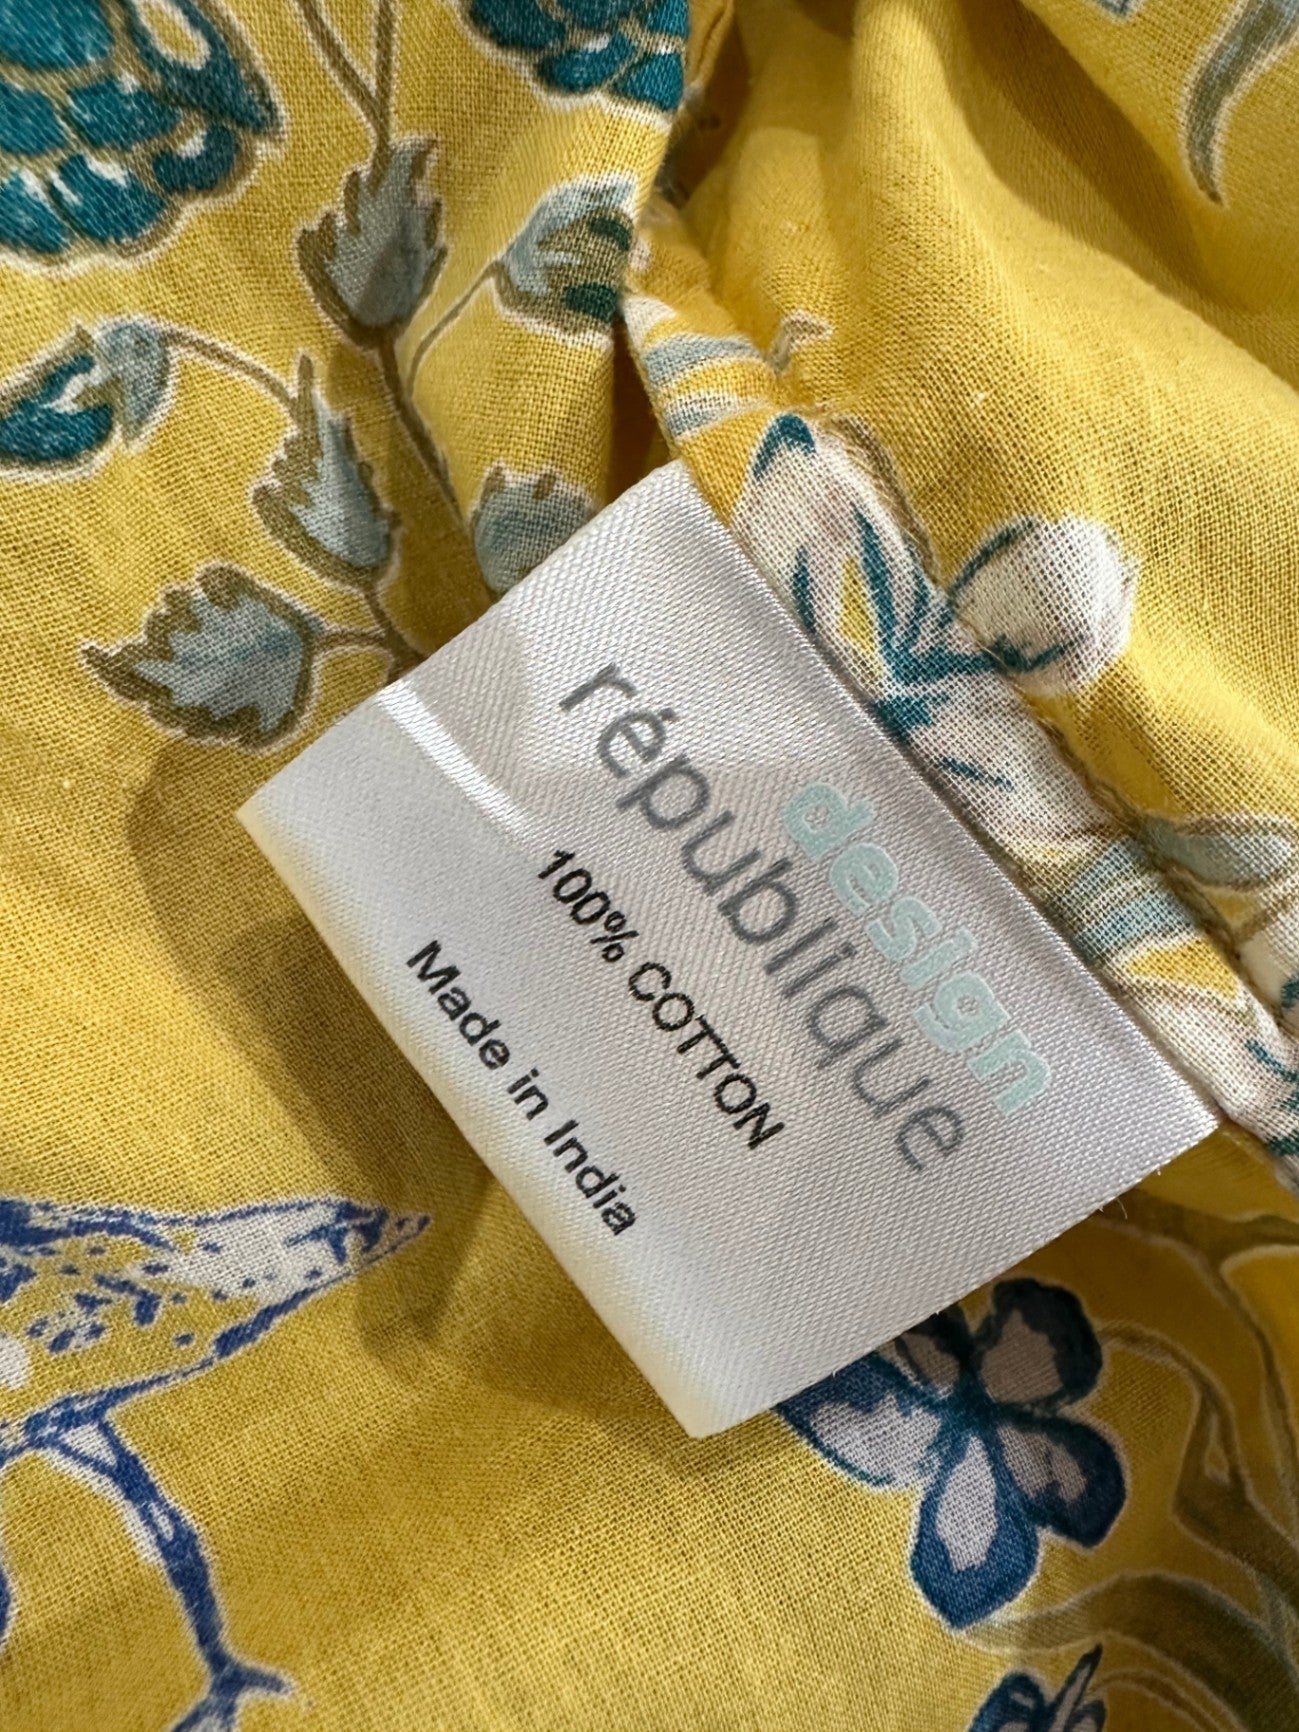 design
république
100% COTTON
Made in India